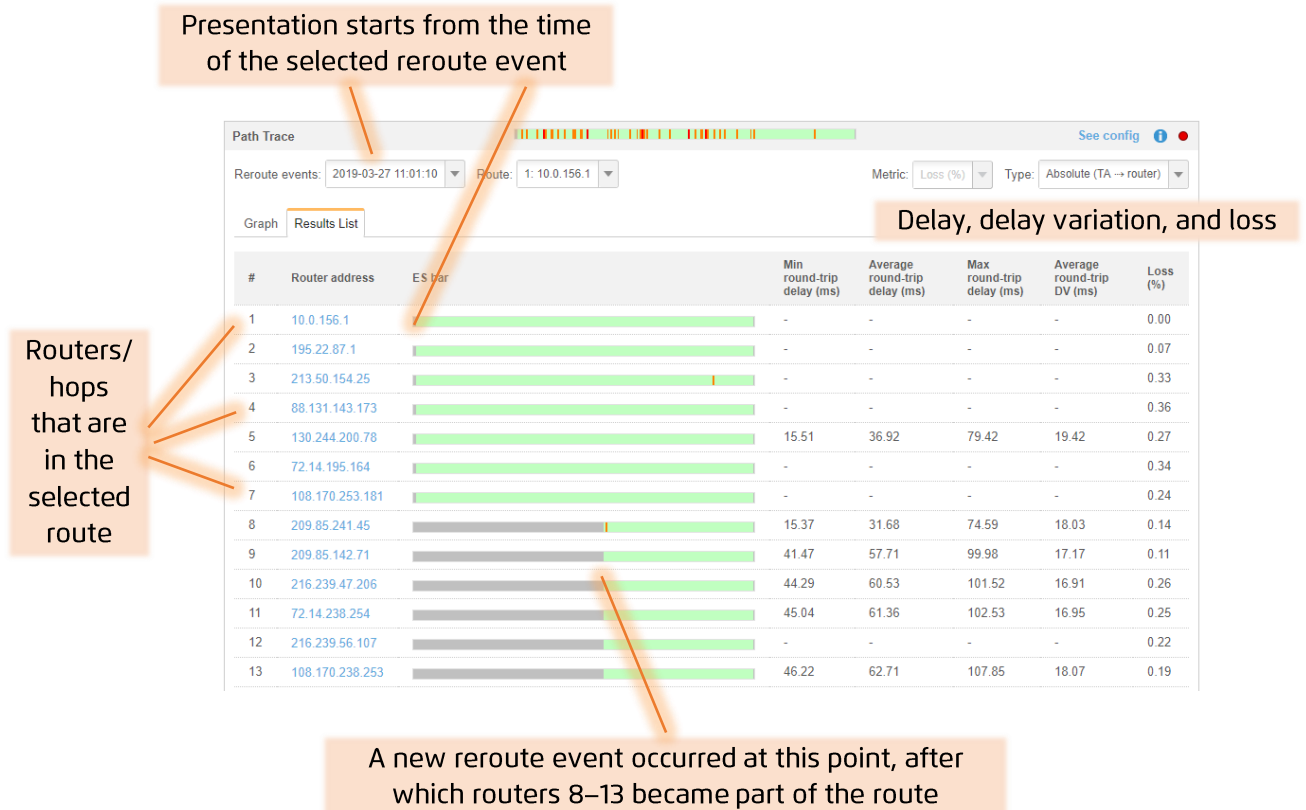 Presentation starts from the time
of the selected reroute event
Path Trace
See config
Reroute events: 2019-03-27 11:01:10 Route: 1: 10.0.156.1 Metric: Loss (%) Type: Absolute (TA → router)
Graph Results List
Delay, delay variation, and loss
# Router address ES bar Min round-trip delay (ms) Average round-trip delay (ms) Max round-trip delay (ms) Average round-trip DV (ms) Loss (%)
1 10.0.156.1 - - - - 0.00
2 195.22.87.1 - - - - 0.07
3 213.50.154.25 - - - - 0.33
4 88.131.143.173 - - - - 0.36
5 130.244.200.78 15.51 36.92 79.42 19.42 0.27
6 72.14.195.164 - - - - 0.34
7 108.170.253.181 - - - - 0.24
8 209.85.241.45 15.37 31.68 74.59 18.03 0.14
9 209.85.142.71 41.47 57.71 99.98 17.17 0.11
10 216.239.47.206 44.29 60.53 101.52 16.91 0.26
11 72.14.238.254 45.04 61.36 102.53 16.95 0.25
12 216.239.56.107 - - - - 0.22
13 108.170.238.253 46.22 62.71 107.85 18.07 0.19
Routers/
hops
that are
in the
selected
route
A new reroute event occurred at this point, after
which routers 8–13 became part of the route